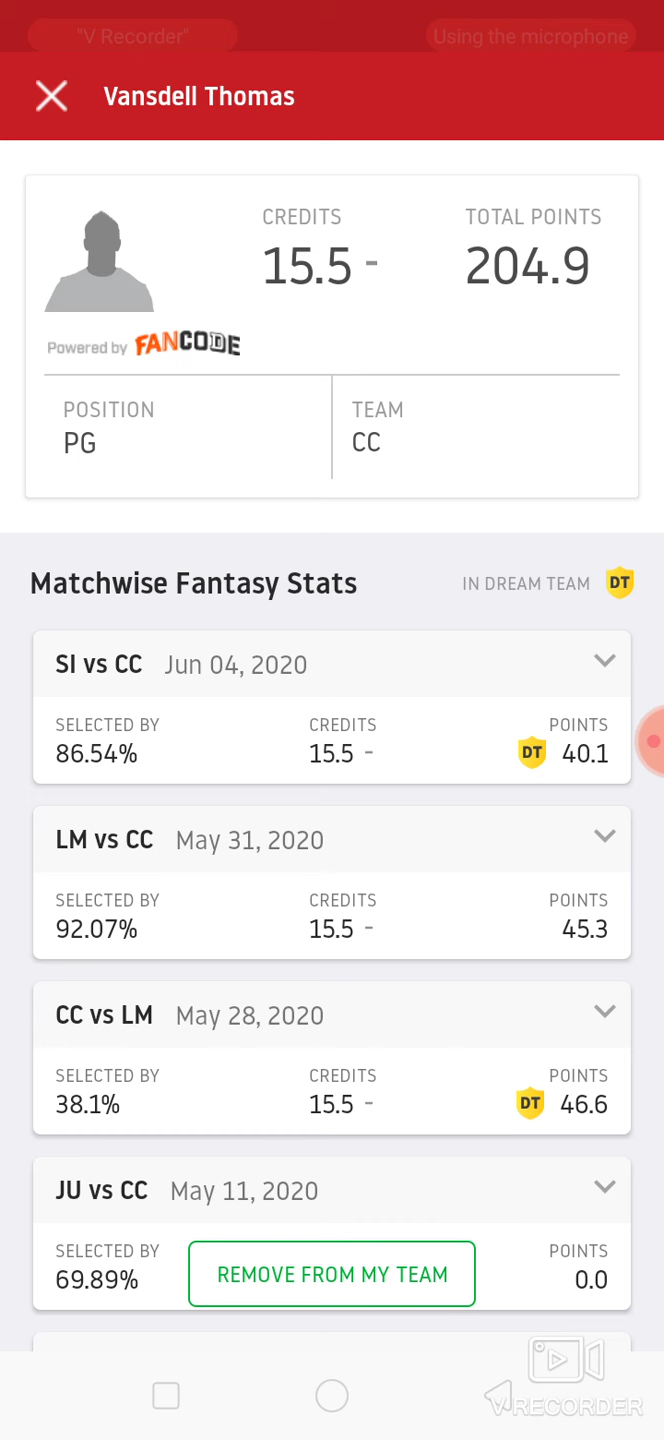 "V Recorder"
Using the microphone
Vansdell Thomas
CREDITS
TOTAL POINTS
15.5 -
204.9
Powered by FANCODE
POSITION
TEAM
PG
CC
Matchwise Fantasy Stats
IN DREAM TEAM DT
SI vs CC Jun 04, 2020
SELECTED BY CREDITS POINTS
86.54% 15.5 - DT 40.1
LM vs CC May 31, 2020
SELECTED BY CREDITS POINTS
92.07% 15.5 - 45.3
CC vs LM May 28, 2020
SELECTED BY CREDITS POINTS
38.1% 15.5 - DT 46.6
JU vs CC May 11, 2020
SELECTED BY POINTS
69.89% 0.0
REMOVE FROM MY TEAM
V RECORDER